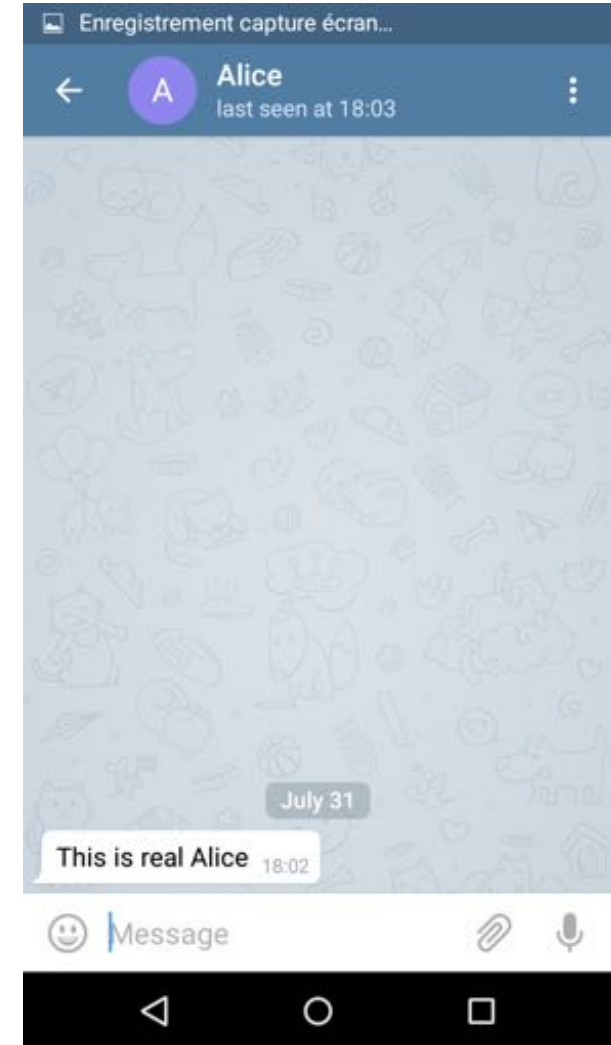 Enregistrement capture écran...
A
Alice
last seen at 18:03
July 31
This is real Alice 18:02
Message